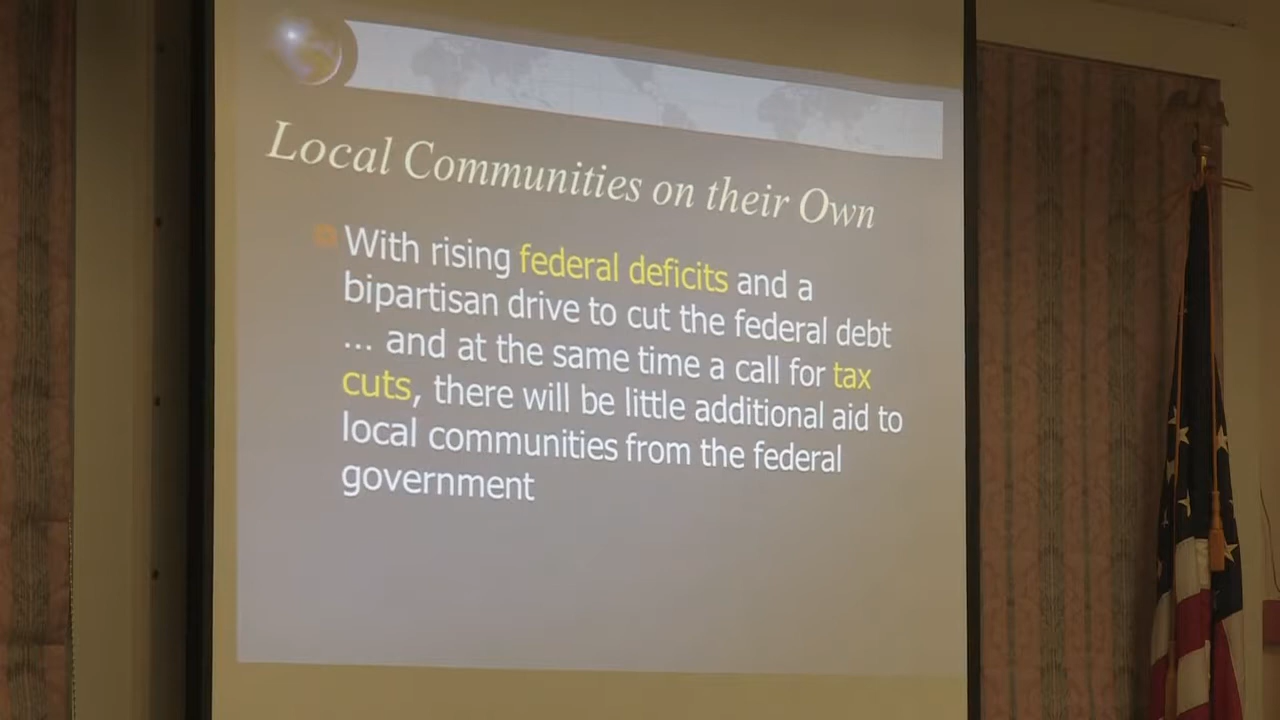 Local Communities on their Own
With rising federal deficits and a
bipartisan drive to cut the federal debt
... and at the same time a call for tax
cuts, there will be little additional aid to
local communities from the federal
government